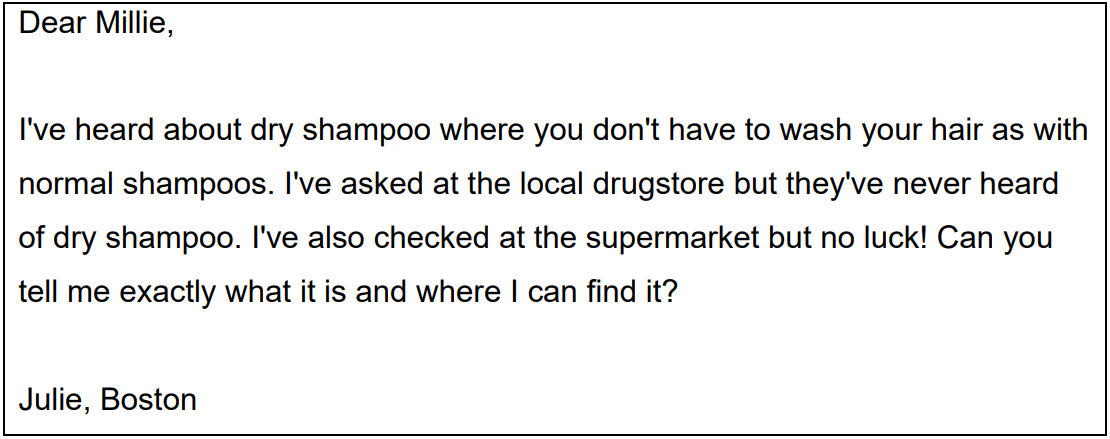 Dear Millie,
I've heard about dry shampoo where you don't have to wash your hair as with
normal shampoos. I've asked at the local drugstore but they've never heard
of dry shampoo. I've also checked at the supermarket but no luck! Can you
tell me exactly what it is and where I can find it?
Julie, Boston